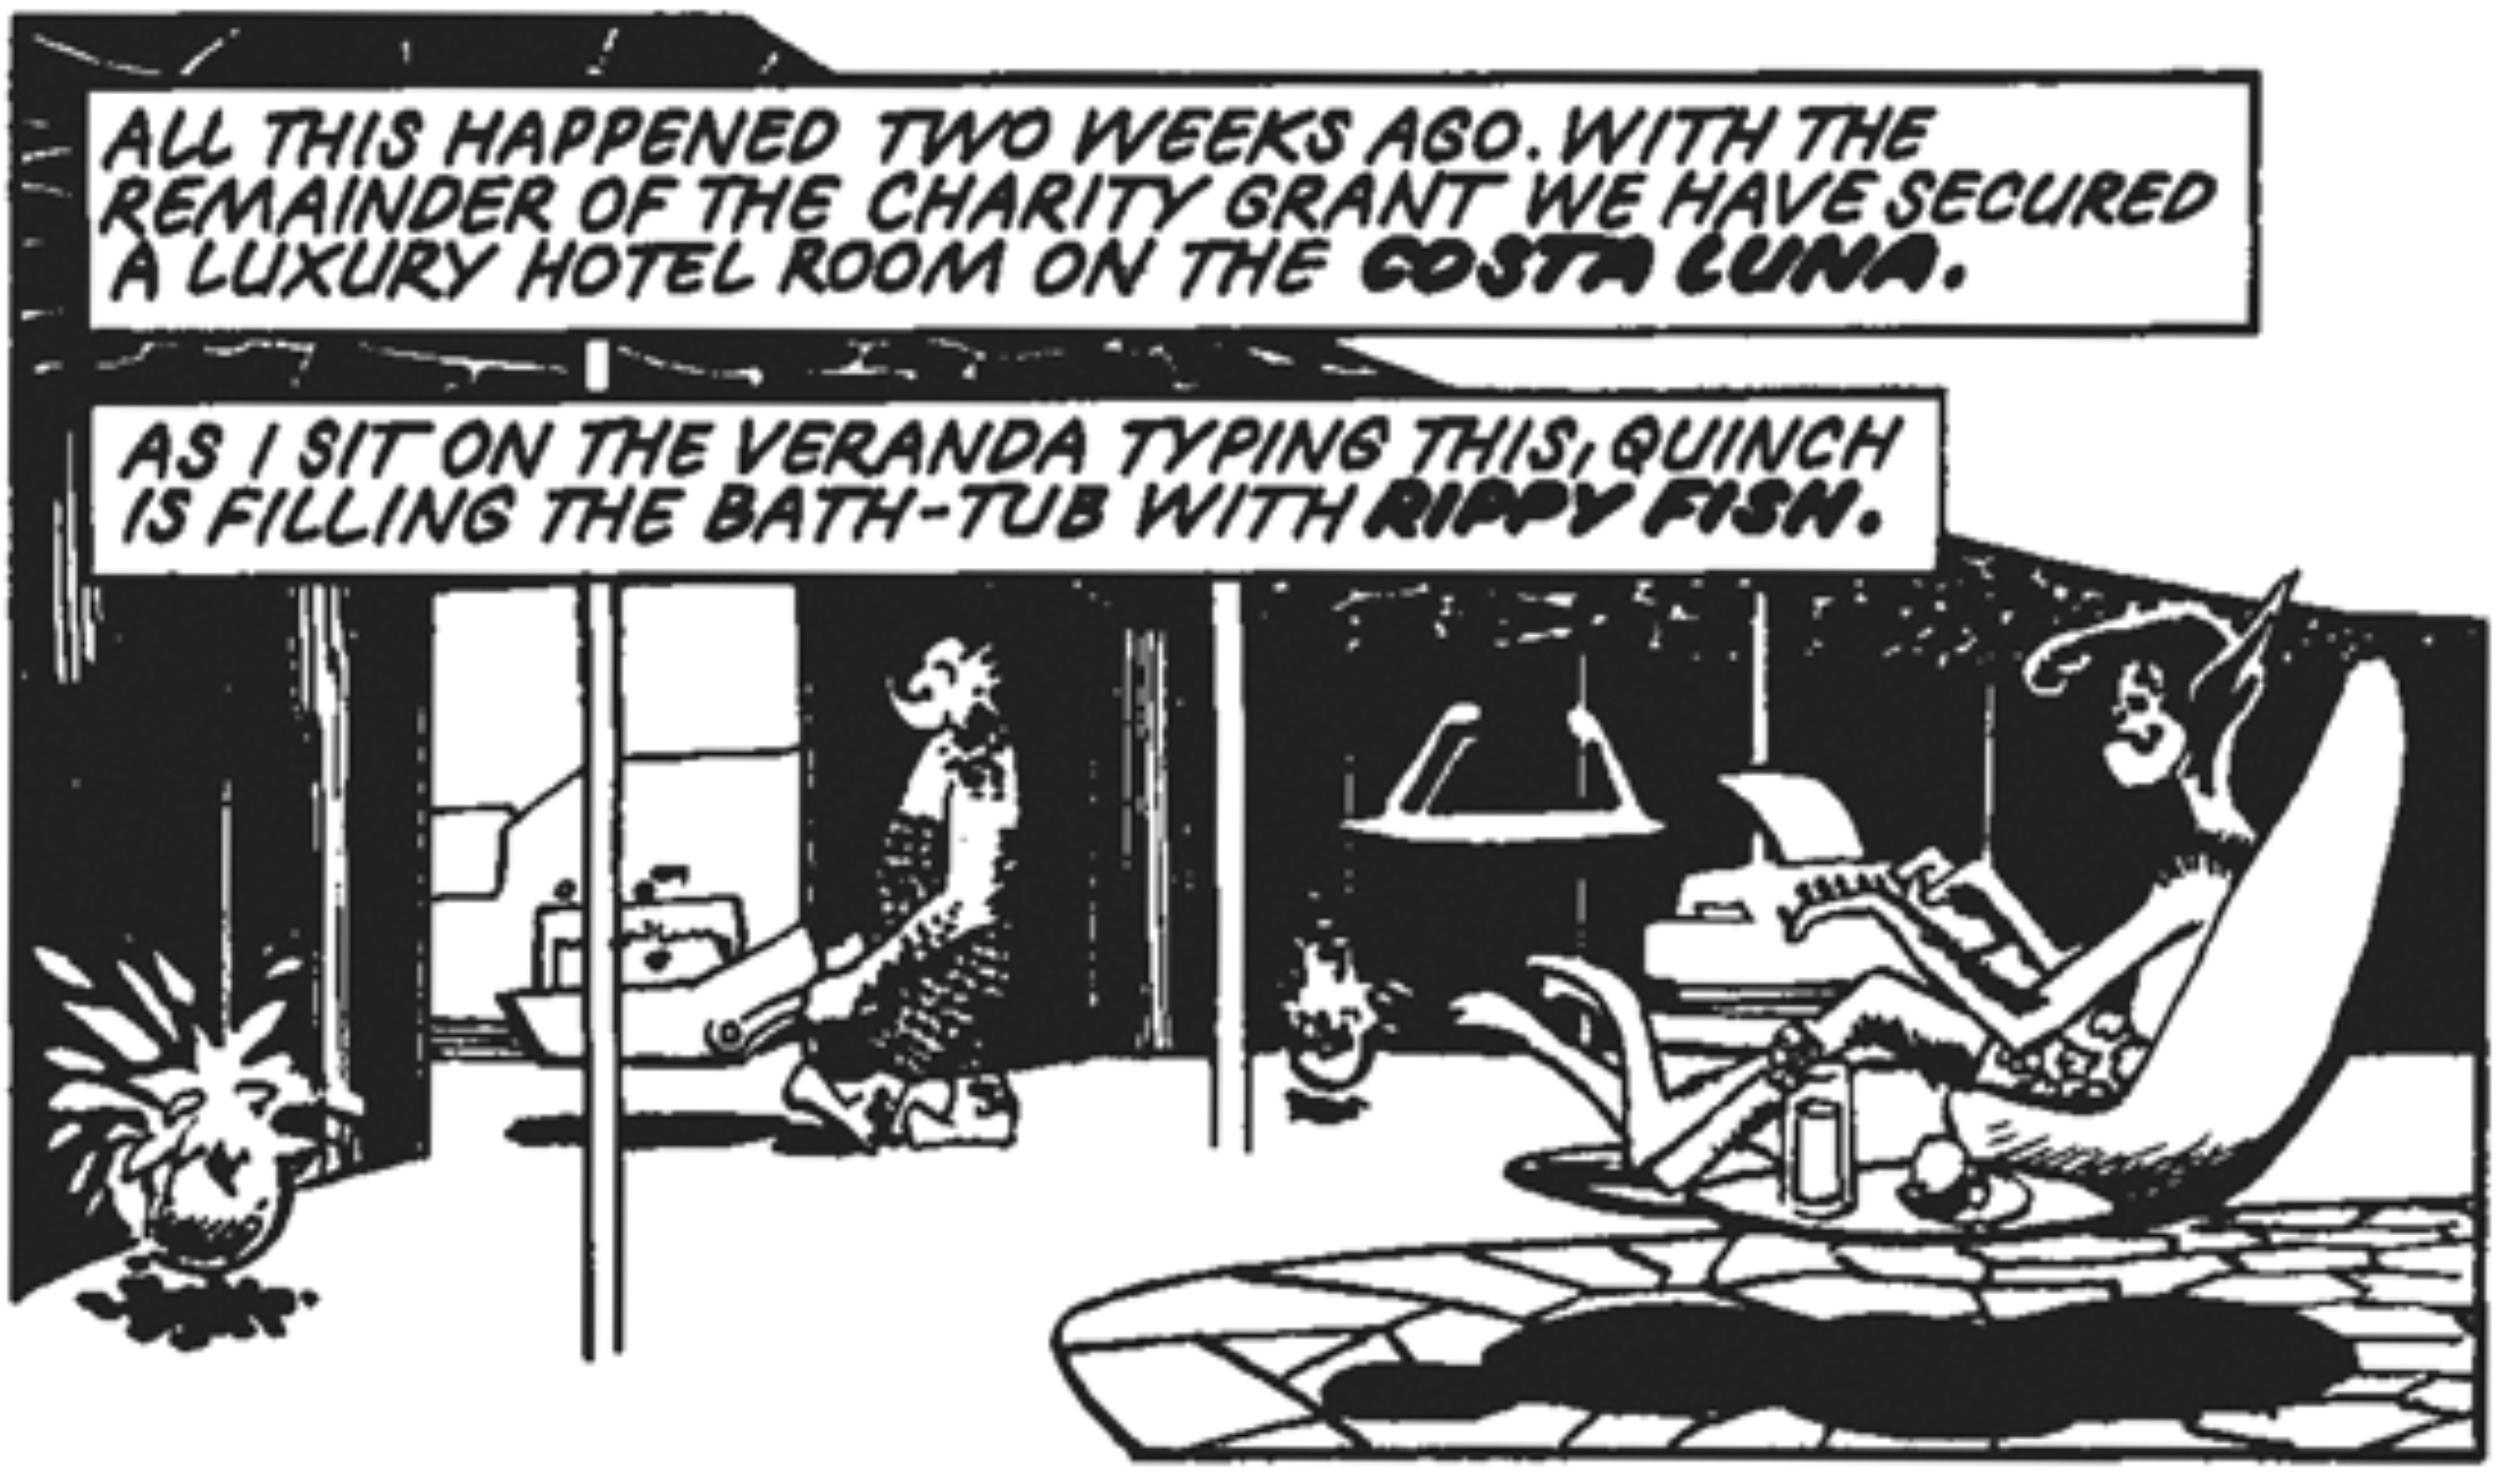 ALL THIS HAPPENED TWO WEEKS AGO. WITH THE
REMAINDER OF THE CHARITY GRANT WE HAVE SECURED
A LUXURY HOTEL ROOM ON THE COSTA LUNA.
AS I SIT ON THE VERANDA TYPING THIS, QUINCH
IS FILLING THE BATH-TUB WITH RIPPY FISH.